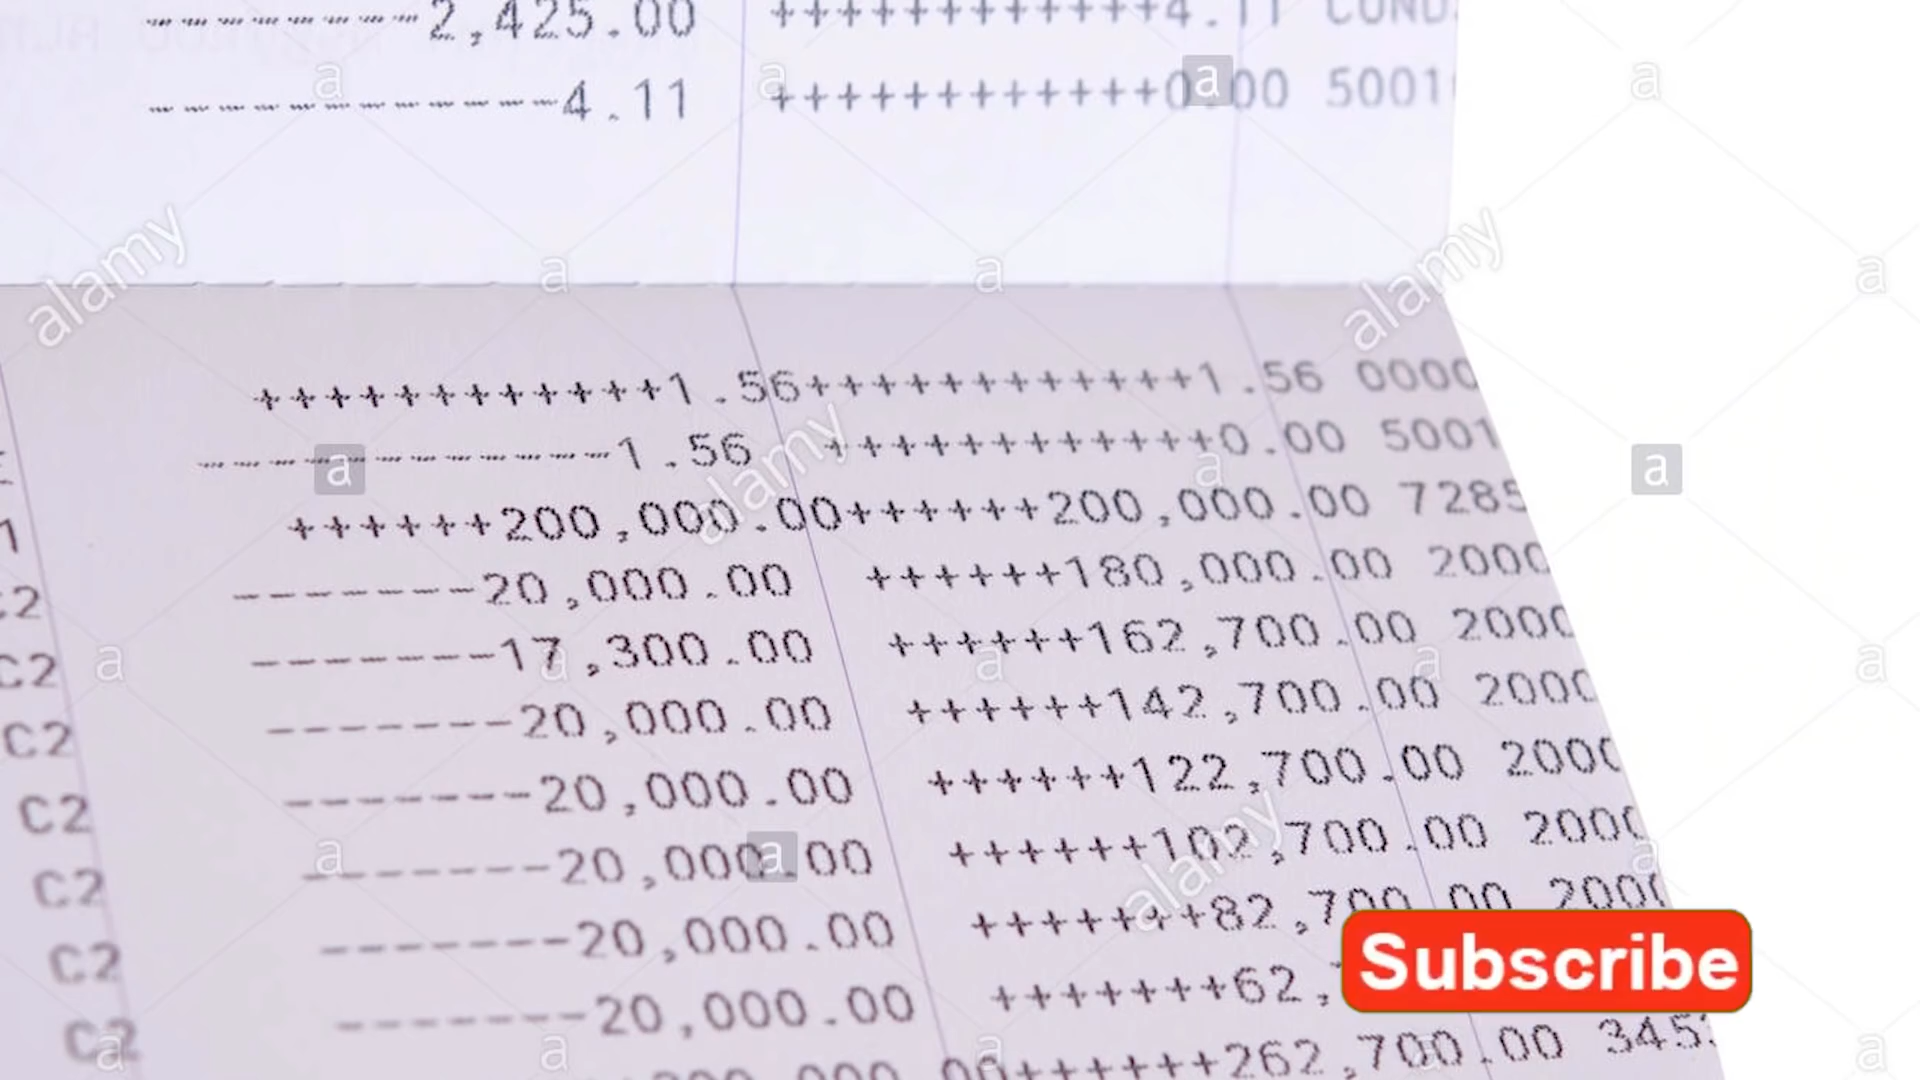 ------------2,425.00 ++++++++++++4.11 COND
------------4.11 ++++++++++++0.00 5001
++++++++++++1.56++++++++++++1.56 0000
------------1.56 ++++++++++++0.00 5001
++++++200,000.00++++++200,000.00 7285
C2 -------20,000.00 ++++++180,000.00 2000
C2 -------17,300.00 ++++++162,700.00 2000
C2 -------20,000.00 ++++++142,700.00 2000
C2 -------20,000.00 ++++++122,700.00 2000
C2 -------20,000.00 ++++++102,700.00 2000
C2 -------20,000.00 +++++++82,700.00 2000
C2 -------20,000.00 +++++++62,
++++++262,700.00 345
Subscribe
alamy
alamy
alamy
alamy